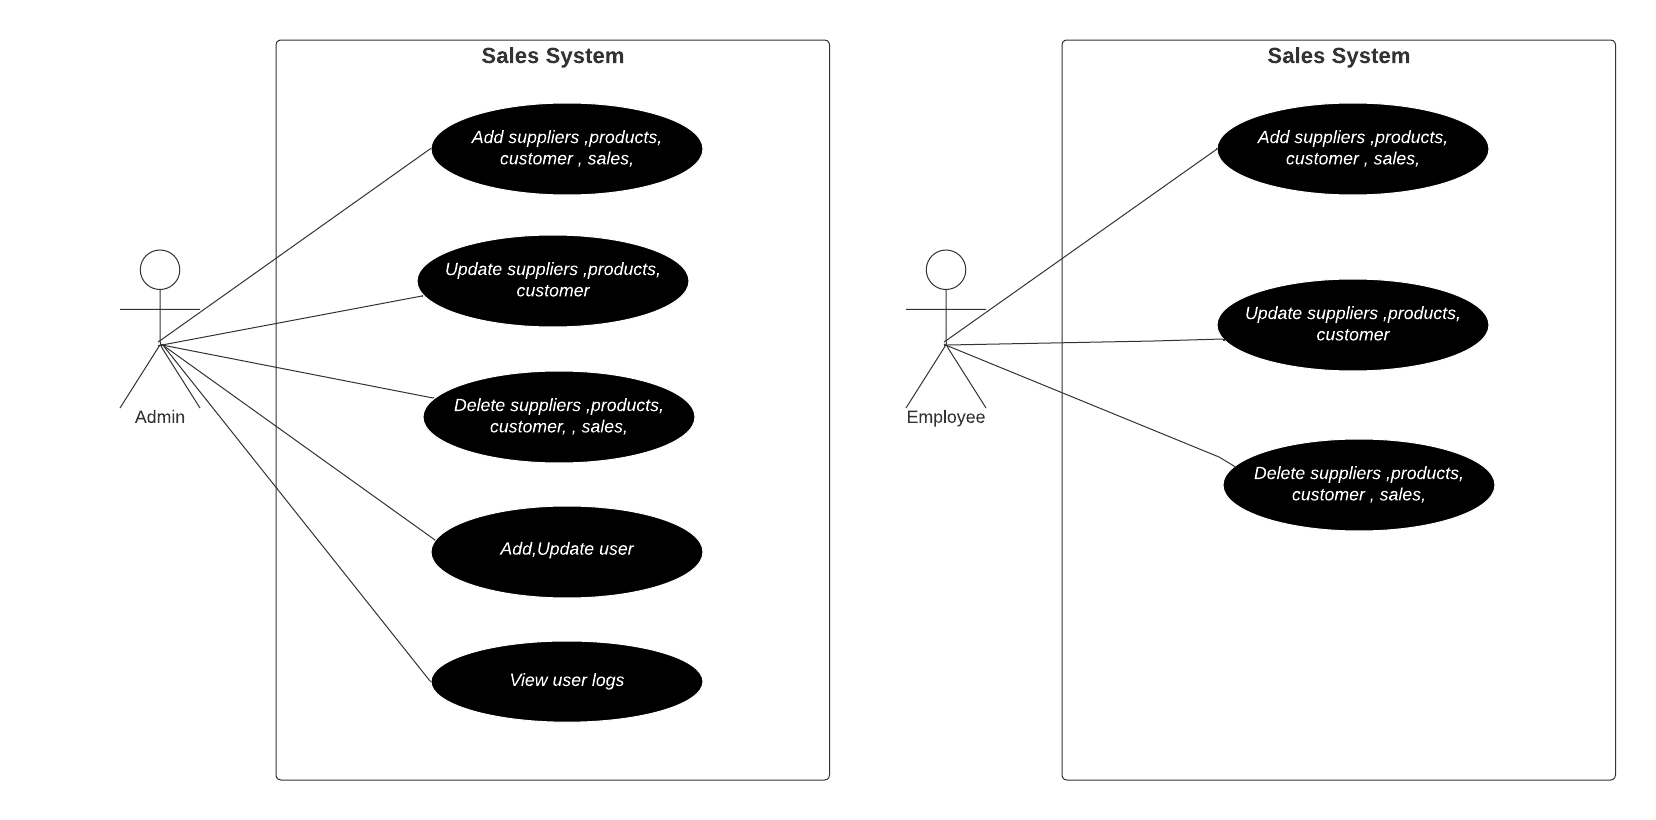 Sales System
Add suppliers ,products,
customer , sales,
Update suppliers ,products,
customer
Delete suppliers ,products,
customer, , sales,
Add,Update user
View user logs
Admin
Sales System
Add suppliers ,products,
customer , sales,
Update suppliers ,products,
customer
Delete suppliers ,products,
customer , sales,
Employee